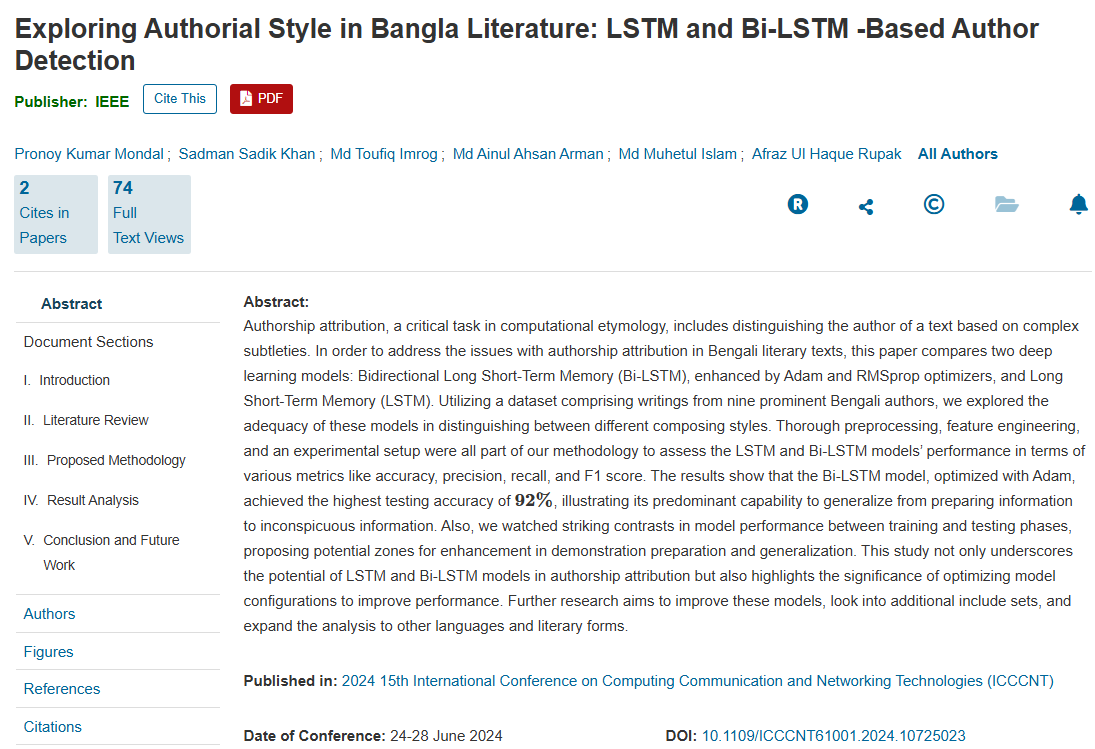 Exploring Authorial Style in Bangla Literature: LSTM and Bi-LSTM -Based Author
Detection
Publisher: IEEE
Cite This
PDF
Pronoy Kumar Mondal ; Sadman Sadik Khan ; Md Toufiq Imrog ; Md Ainul Ahsan Arman ; Md Muhetul Islam ; Afraz Ul Haque Rupak All Authors
2
Cites in
Papers
74
Full
Text Views
Abstract
Document Sections
I. Introduction
II. Literature Review
III. Proposed Methodology
IV. Result Analysis
V. Conclusion and Future
Work
Authors
Figures
References
Citations
Abstract:
Authorship attribution, a critical task in computational etymology, includes distinguishing the author of a text based on complex
subtleties. In order to address the issues with authorship attribution in Bengali literary texts, this paper compares two deep
learning models: Bidirectional Long Short-Term Memory (Bi-LSTM), enhanced by Adam and RMSprop optimizers, and Long
Short-Term Memory (LSTM). Utilizing a dataset comprising writings from nine prominent Bengali authors, we explored the
adequacy of these models in distinguishing between different composing styles. Thorough preprocessing, feature engineering,
and an experimental setup were all part of our methodology to assess the LSTM and Bi-LSTM models' performance in terms of
various metrics like accuracy, precision, recall, and F1 score. The results show that the Bi-LSTM model, optimized with Adam,
achieved the highest testing accuracy of 92%, illustrating its predominant capability to generalize from preparing information
to inconspicuous information. Also, we watched striking contrasts in model performance between training and testing phases,
proposing potential zones for enhancement in demonstration preparation and generalization. This study not only underscores
the potential of LSTM and Bi-LSTM models in authorship attribution but also highlights the significance of optimizing model
configurations to improve performance. Further research aims to improve these models, look into additional include sets, and
expand the analysis to other languages and literary forms.
Published in: 2024 15th International Conference on Computing Communication and Networking Technologies (ICCCNT)
Date of Conference: 24-28 June 2024
DOI: 10.1109/ICCCNT61001.2024.10725023